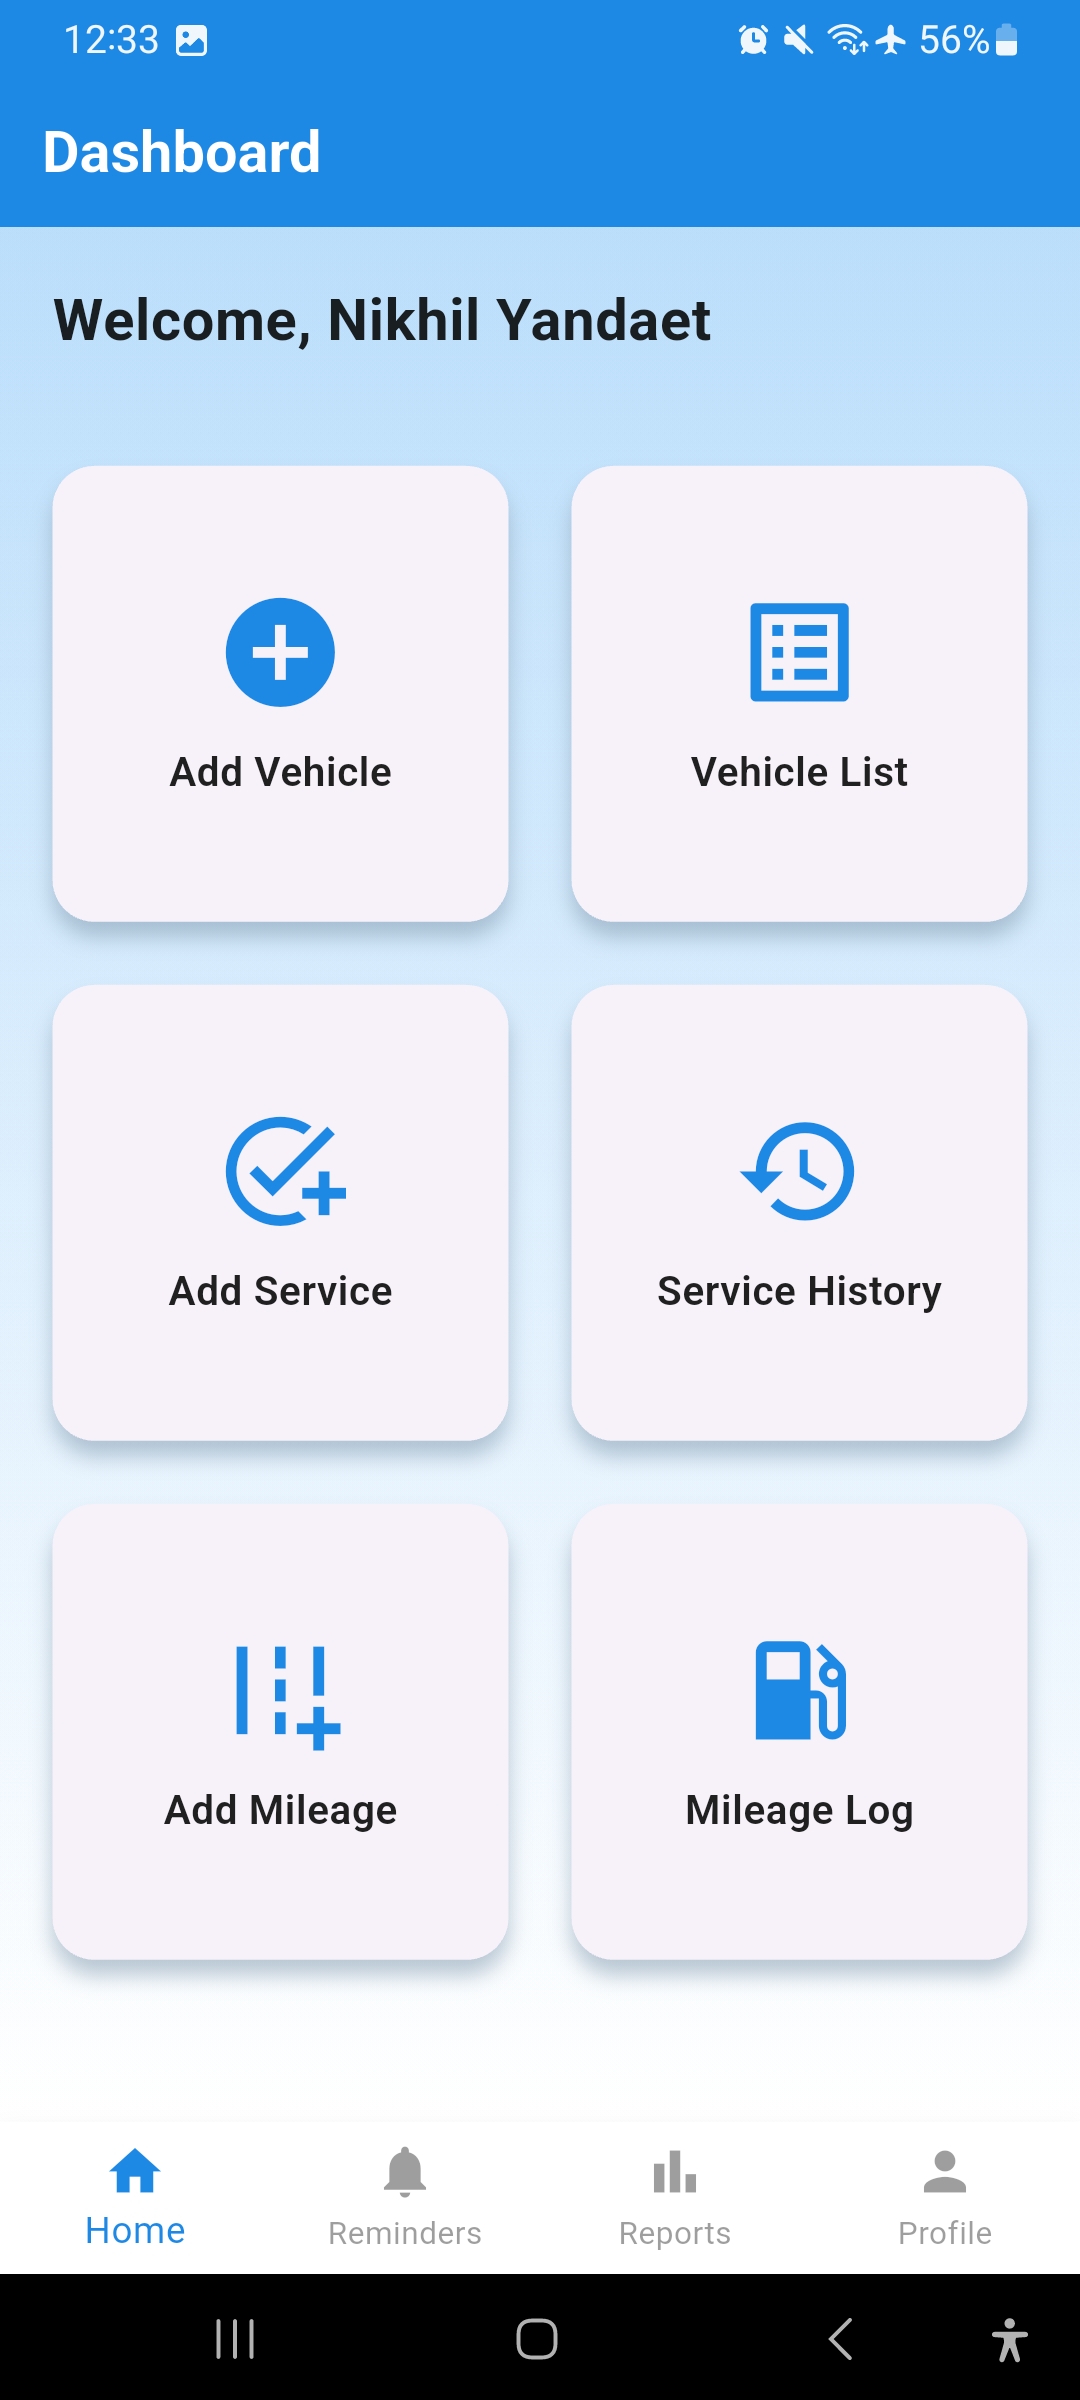 12:33 56%
Dashboard
Welcome, Nikhil Yandaet
Add Vehicle Vehicle List
Add Service Service History
Add Mileage Mileage Log
Home Reminders Reports Profile